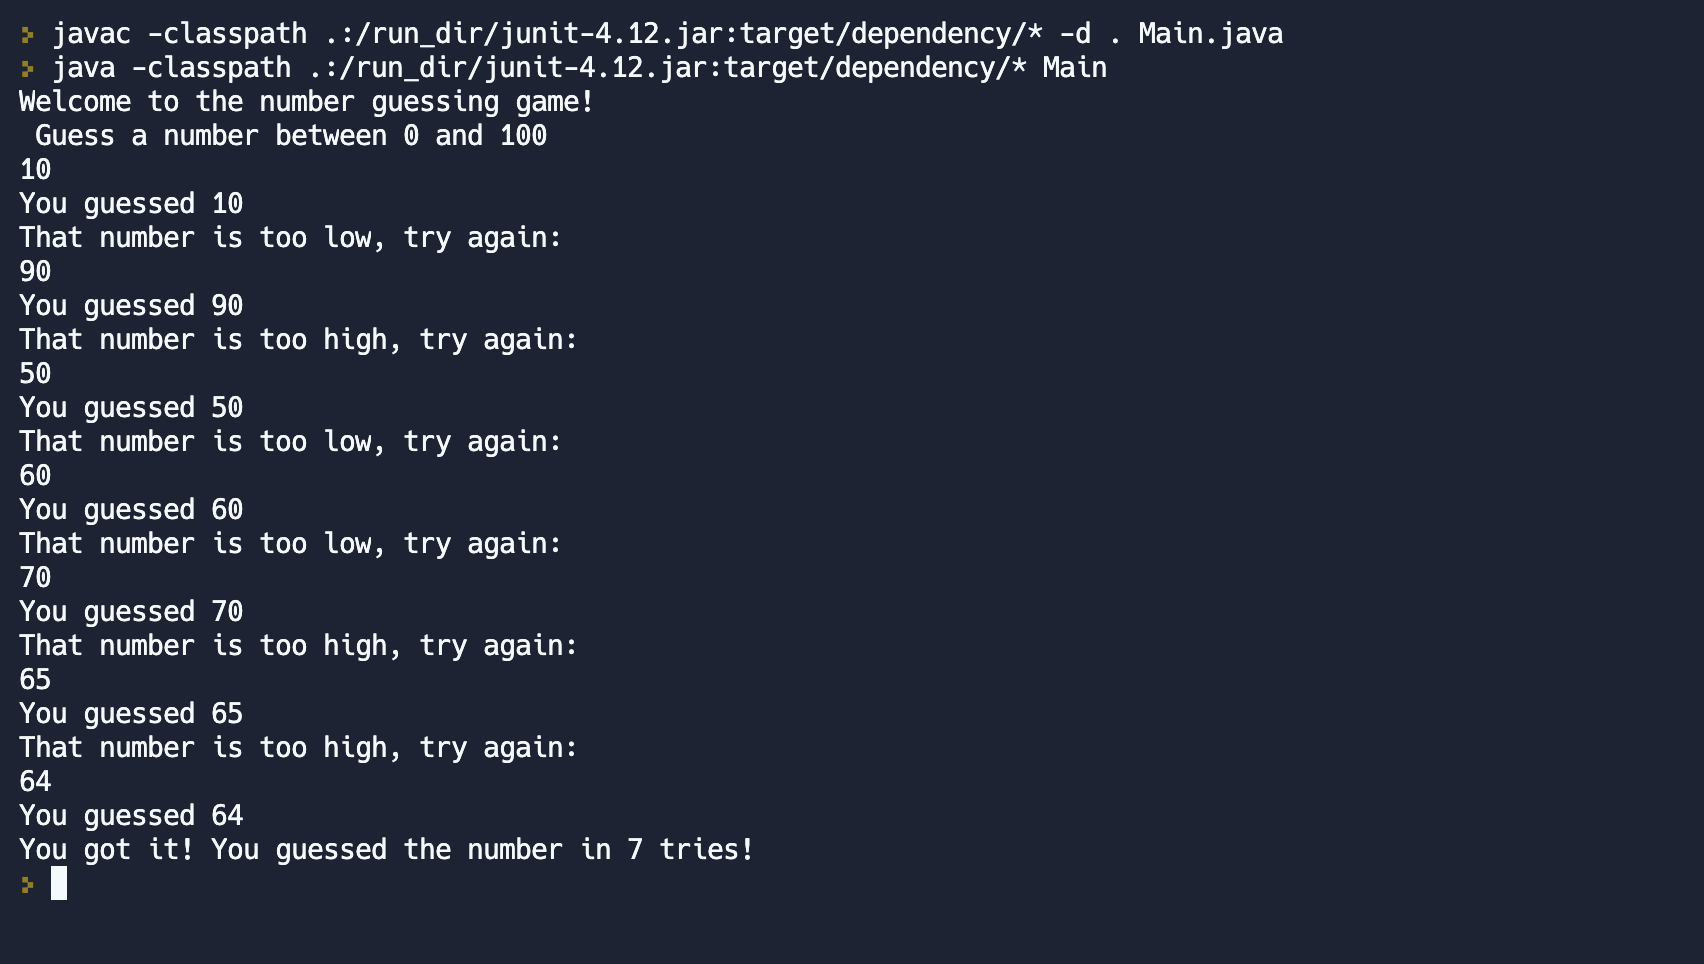 > javac -classpath .:/run_dir/junit-4.12.jar:target/dependency/* -d . Main.java
> java -classpath .:/run_dir/junit-4.12.jar:target/dependency/* Main
Welcome to the number guessing game!
 Guess a number between 0 and 100
10
You guessed 10
That number is too low, try again:
90
You guessed 90
That number is too high, try again:
50
You guessed 50
That number is too low, try again:
60
You guessed 60
That number is too low, try again:
70
You guessed 70
That number is too high, try again:
65
You guessed 65
That number is too high, try again:
64
You guessed 64
You got it! You guessed the number in 7 tries!
>